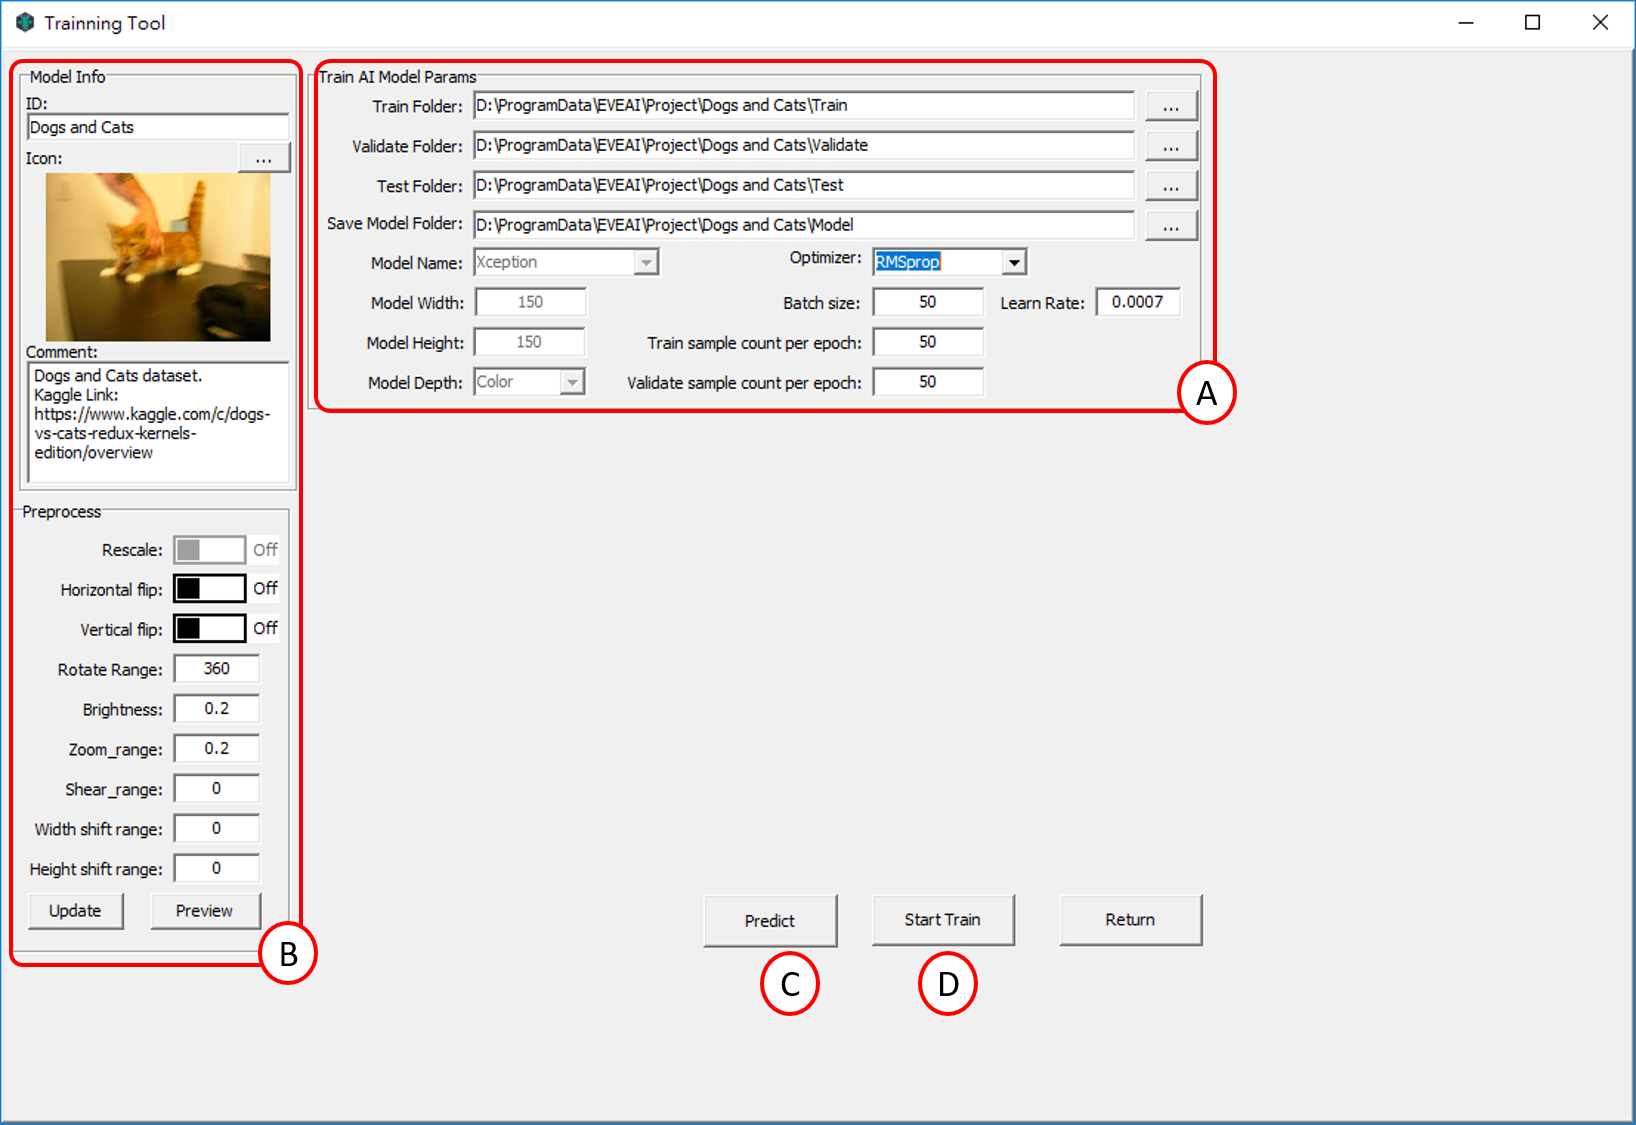 Trainning Tool
Model Info
ID:
Dogs and Cats
Icon:
...
Comment:
Dogs and Cats dataset.
Kaggle Link:
https://www.kaggle.com/c/dogs-
vs-cats-redux-kernels-
edition/overview
Preprocess
Rescale: Off
Horizontal flip: Off
Vertical flip: Off
Rotate Range: 360
Brightness: 0.2
Zoom_range: 0.2
Shear_range: 0
Width shift range: 0
Height shift range: 0
Update Preview
B
Train AI Model Params
Train Folder: D:\ProgramData\EVEAI\Project\Dogs and Cats\Train ...
Validate Folder: D:\ProgramData\EVEAI\Project\Dogs and Cats\Validate ...
Test Folder: D:\ProgramData\EVEAI\Project\Dogs and Cats\Test ...
Save Model Folder: D:\ProgramData\EVEAI\Project\Dogs and Cats\Model ...
Model Name: Xception Optimizer: RMSprop
Model Width: 150 Batch size: 50 Learn Rate: 0.0007
Model Height: 150 Train sample count per epoch: 50
Model Depth: Color Validate sample count per epoch: 50
A
Predict Start Train Return
C D